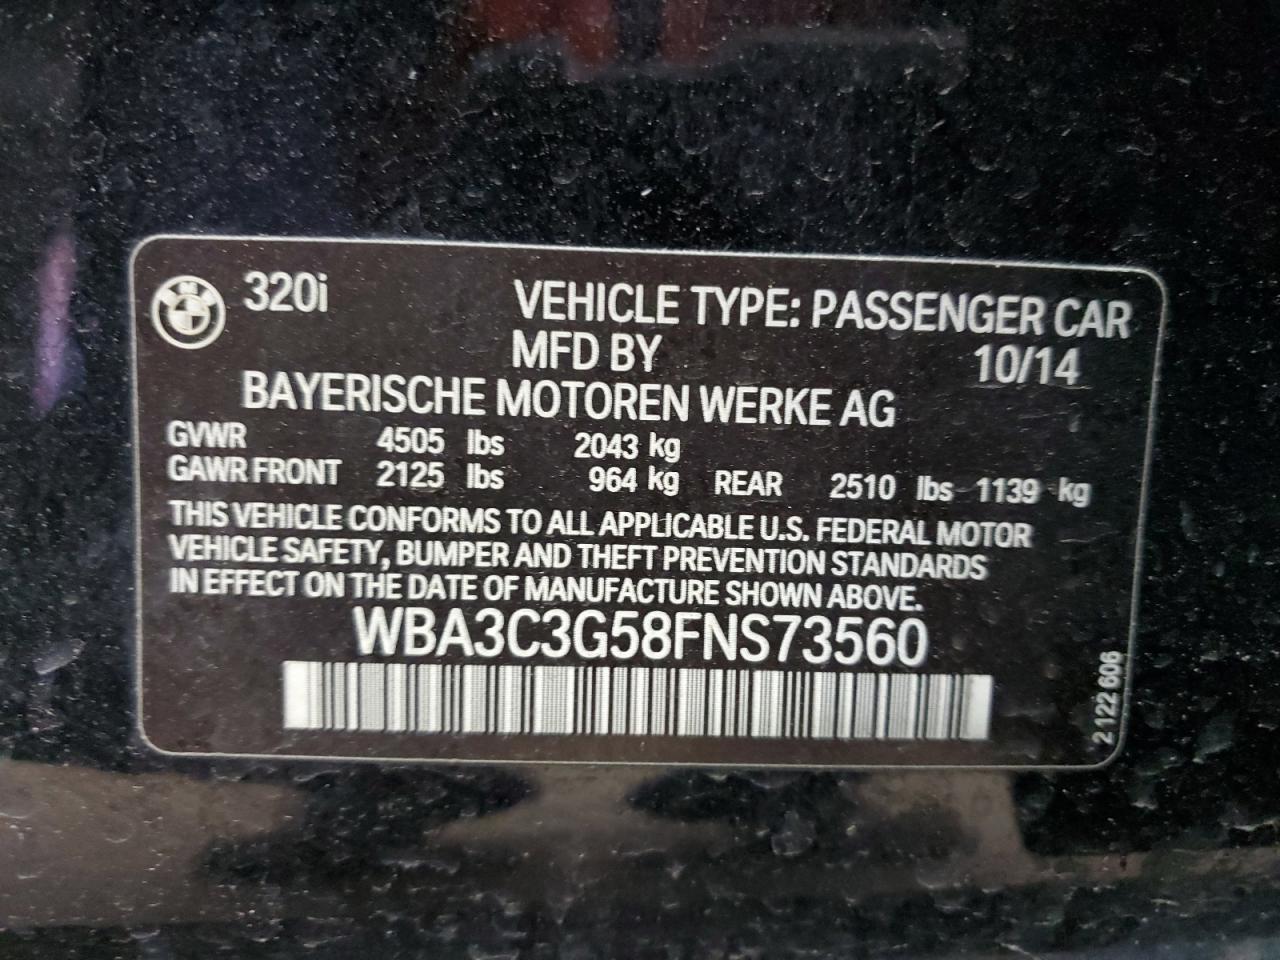 320i VEHICLE TYPE: PASSENGER CAR
MFD BY 10/14
BAYERISCHE MOTOREN WERKE AG
GVWR 4505 lbs 2043 kg
GAWR FRONT 2125 lbs 964 kg REAR 2510 lbs 1139 kg
THIS VEHICLE CONFORMS TO ALL APPLICABLE U.S. FEDERAL MOTOR
VEHICLE SAFETY, BUMPER AND THEFT PREVENTION STANDARDS
IN EFFECT ON THE DATE OF MANUFACTURE SHOWN ABOVE.
WBA3C3G58FNS73560
2 122 606